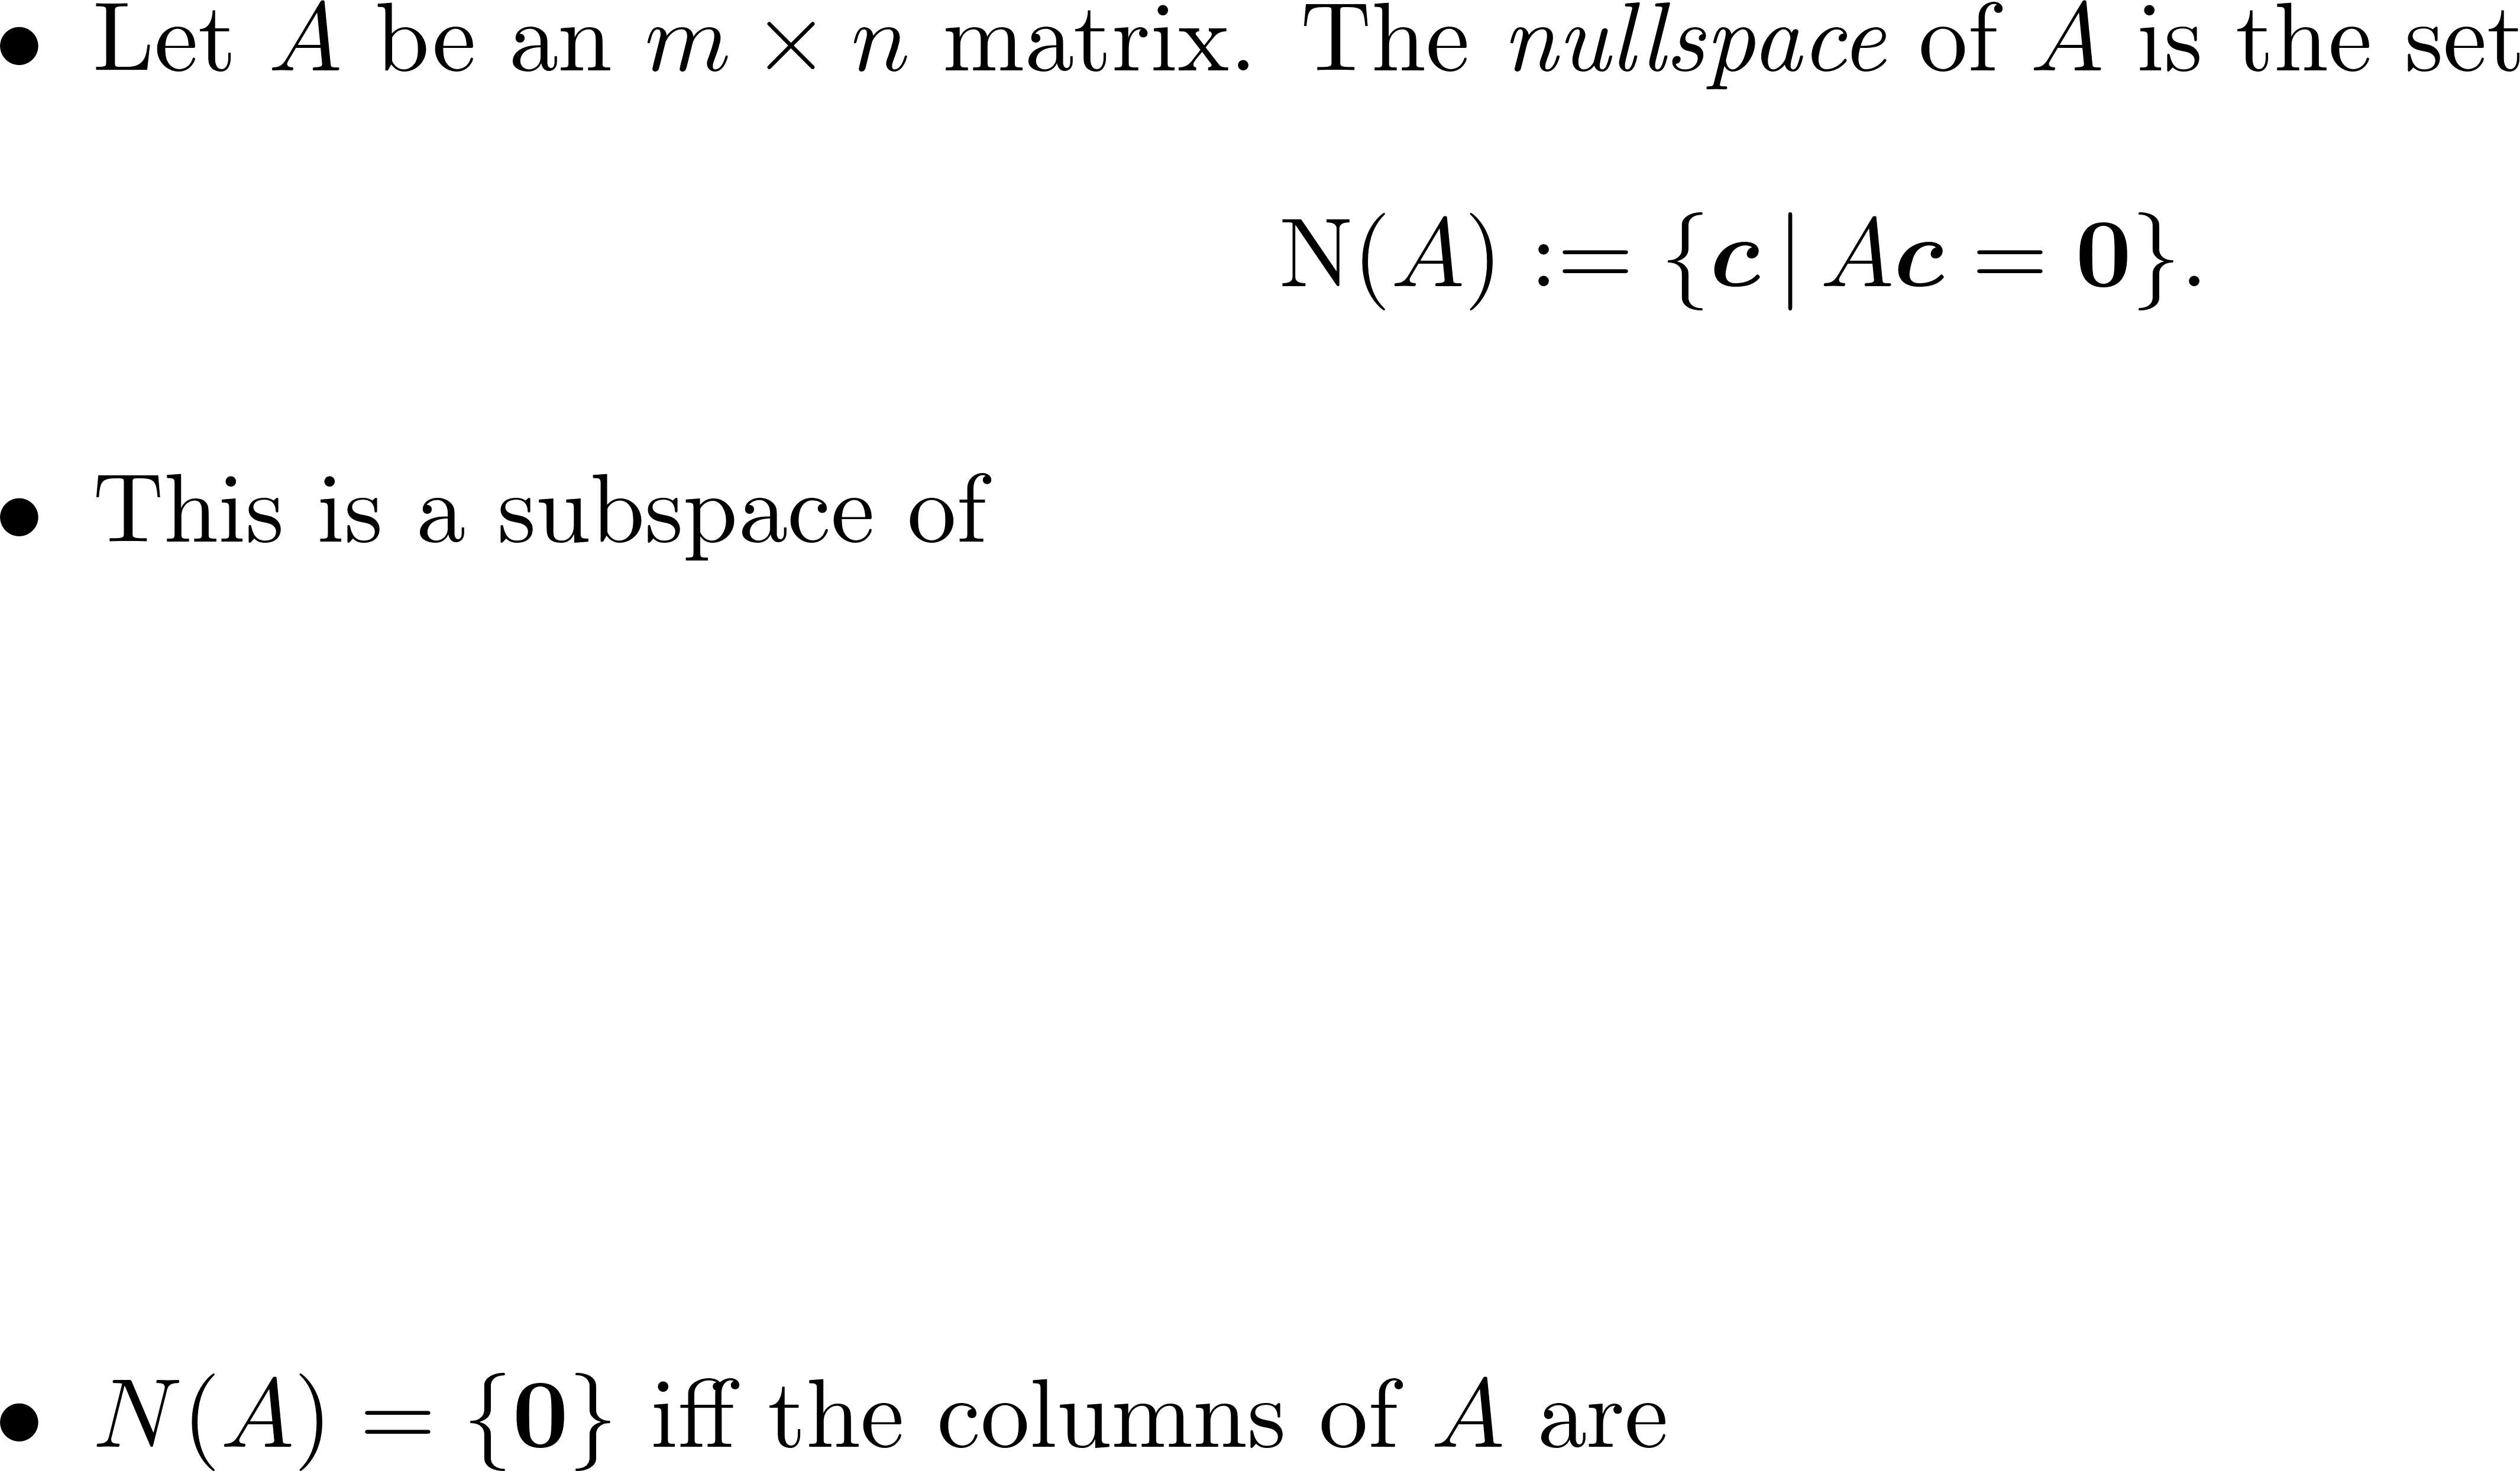 • Let A be an m × n matrix. The nullspace of A is the set
N(A) := {c | Ac = 0}.
• This is a subspace of
• N(A) = {0} iff the columns of A are